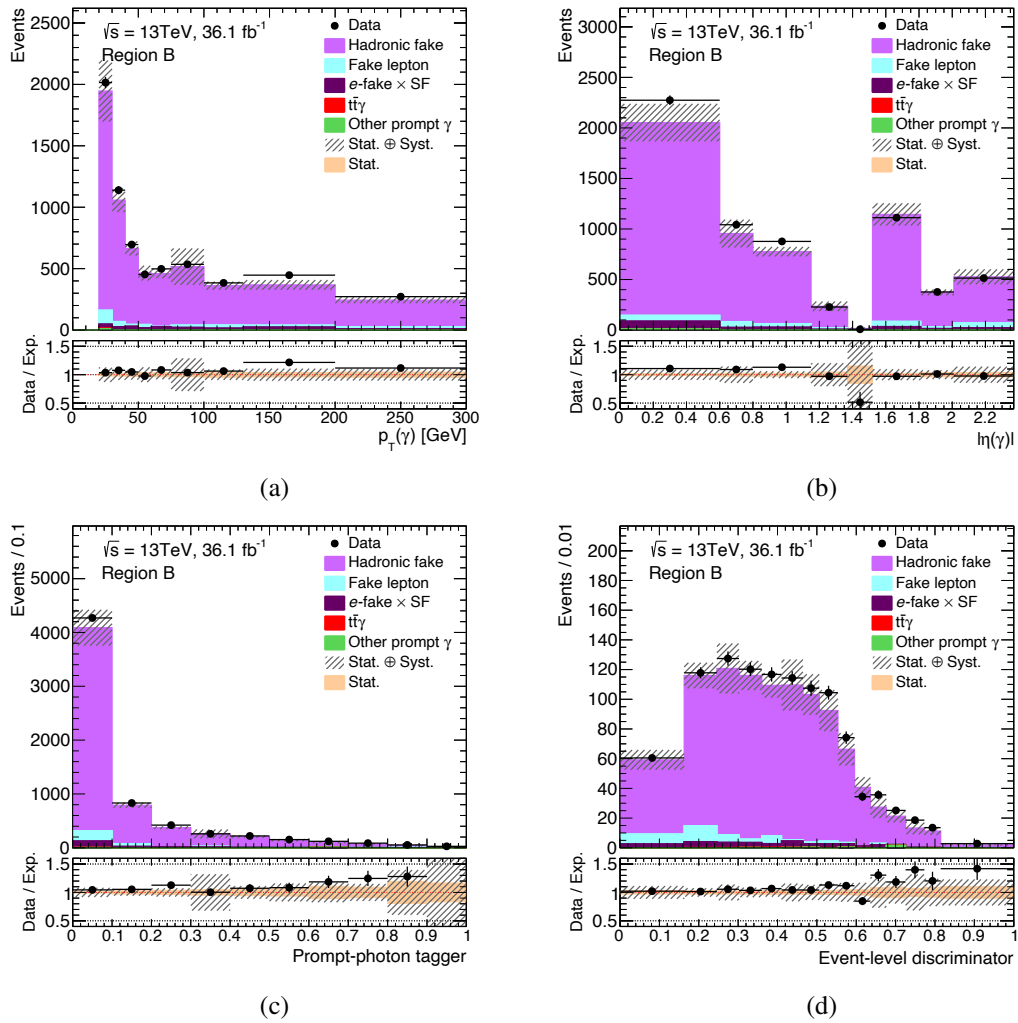 Events
√s = 13TeV, 36.1 fb⁻¹
Region B
Data
Hadronic fake
Fake lepton
e-fake × SF
tt̄γ
Other prompt γ
Stat. ⊕ Syst.
Stat.
2500
2000
1500
1000
500
0
Data / Exp.
1.5
1
0.5
0 50 100 150 200 250 300
p_T(γ) [GeV]
(a)
Events
√s = 13TeV, 36.1 fb⁻¹
Region B
Data
Hadronic fake
Fake lepton
e-fake × SF
tt̄γ
Other prompt γ
Stat. ⊕ Syst.
Stat.
3000
2500
2000
1500
1000
500
0
Data / Exp.
1.5
1
0.5
0 0.2 0.4 0.6 0.8 1 1.2 1.4 1.6 1.8 2 2.2
|η(γ)|
(b)
Events / 0.1
√s = 13TeV, 36.1 fb⁻¹
Region B
Data
Hadronic fake
Fake lepton
e-fake × SF
tt̄γ
Other prompt γ
Stat. ⊕ Syst.
Stat.
5000
4000
3000
2000
1000
0
Data / Exp.
1.5
1
0.5
0 0.1 0.2 0.3 0.4 0.5 0.6 0.7 0.8 0.9 1
Prompt-photon tagger
(c)
Events / 0.01
√s = 13TeV, 36.1 fb⁻¹
Region B
Data
Hadronic fake
Fake lepton
e-fake × SF
tt̄γ
Other prompt γ
Stat. ⊕ Syst.
Stat.
200
180
160
140
120
100
80
60
40
20
0
Data / Exp.
1.5
1
0.5
0 0.1 0.2 0.3 0.4 0.5 0.6 0.7 0.8 0.9 1
Event-level discriminator
(d)